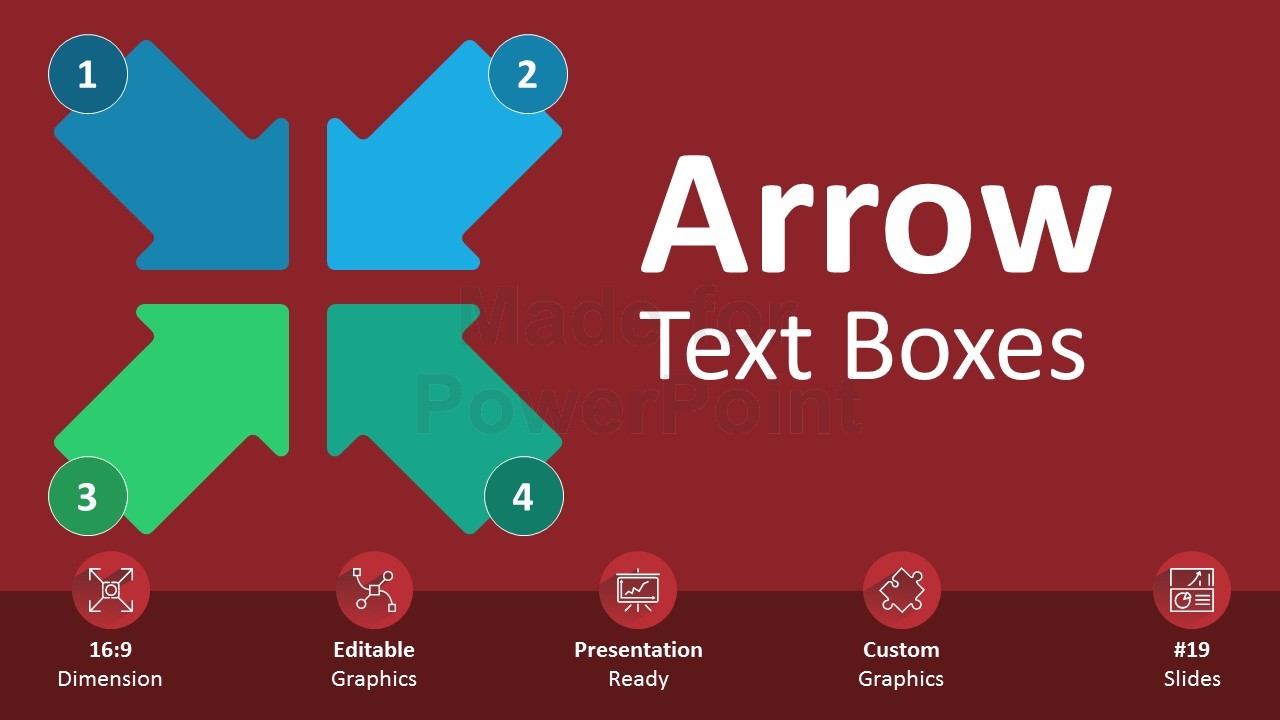 1
2
Arrow
Text Boxes
Made for
PowerPoint
3
4
16:9
Dimension
Editable
Graphics
Presentation
Ready
Custom
Graphics
#19
Slides